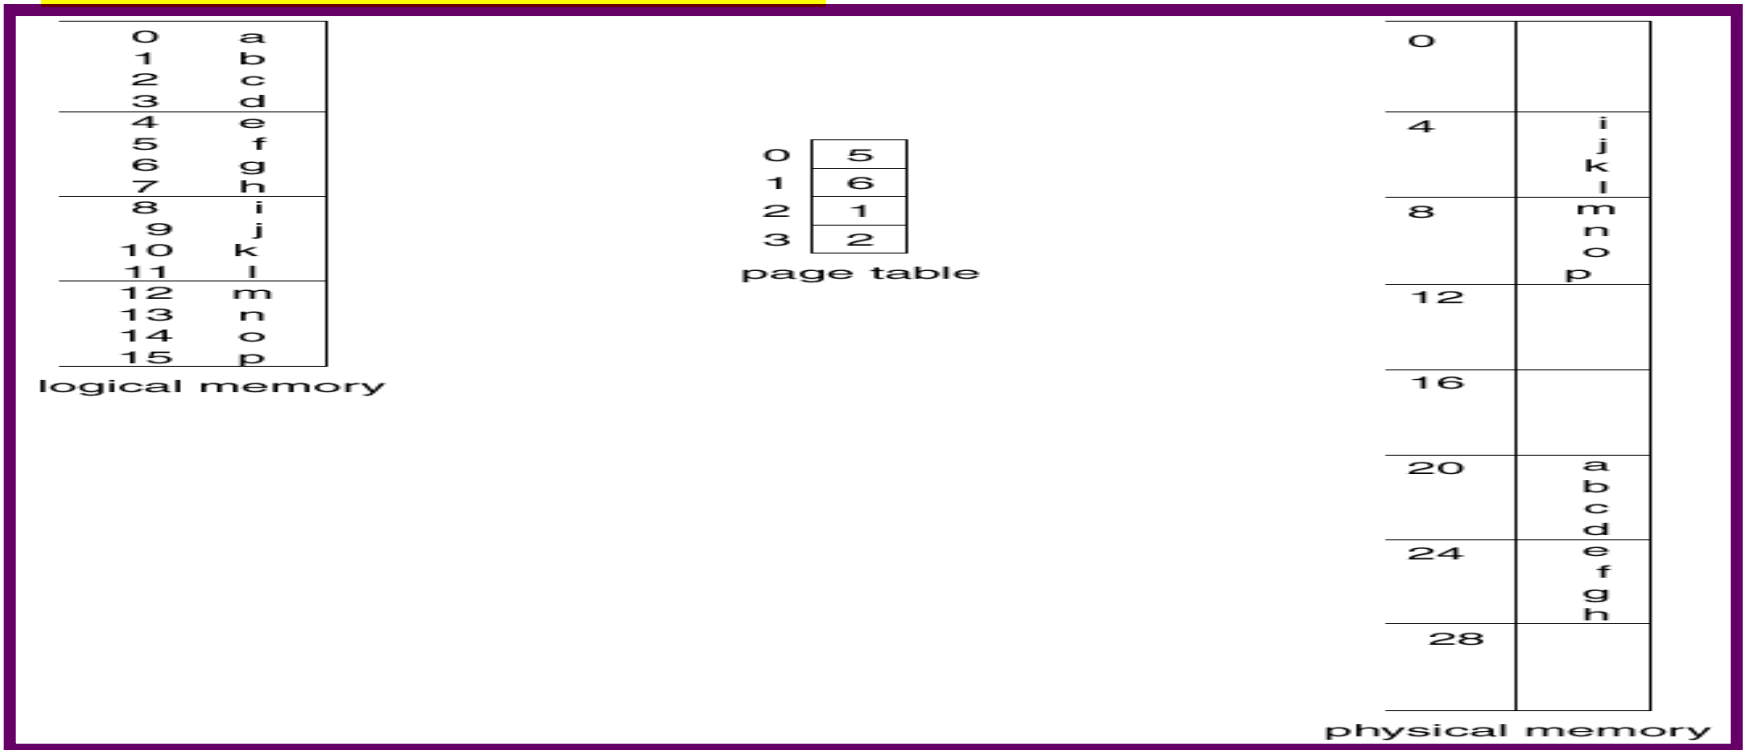 0 a
1 b
2 c
3 d
4 e
5 f
6 g
7 h
8 i
9 j
10 k
11 l
12 m
13 n
14 o
15 p
logical memory
0 5
1 6
2 1
3 2
page table
0
4 i
j
k
l
8 m
n
o
p
12
16
20 a
b
c
d
24 e
f
g
h
28
physical memory